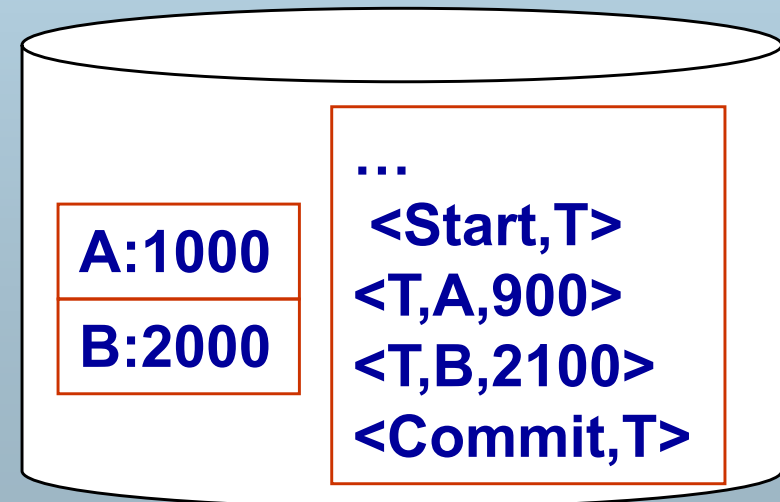 A:1000
B:2000
…
<Start,T>
<T,A,900>
<T,B,2100>
<Commit,T>